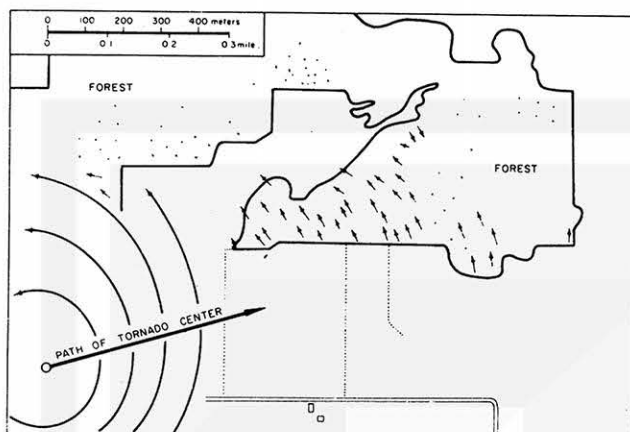 0 100 200 300 400 meters
0 0.1 0.2 0.3 mile
FOREST
FOREST
PATH OF TORNADO CENTER